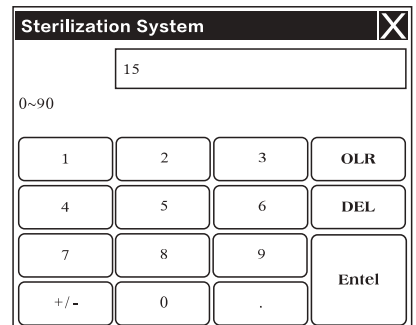 Sterilization System X
15
0~90
1 2 3 OLR
4 5 6 DEL
7 8 9
Entel
+/- 0 .